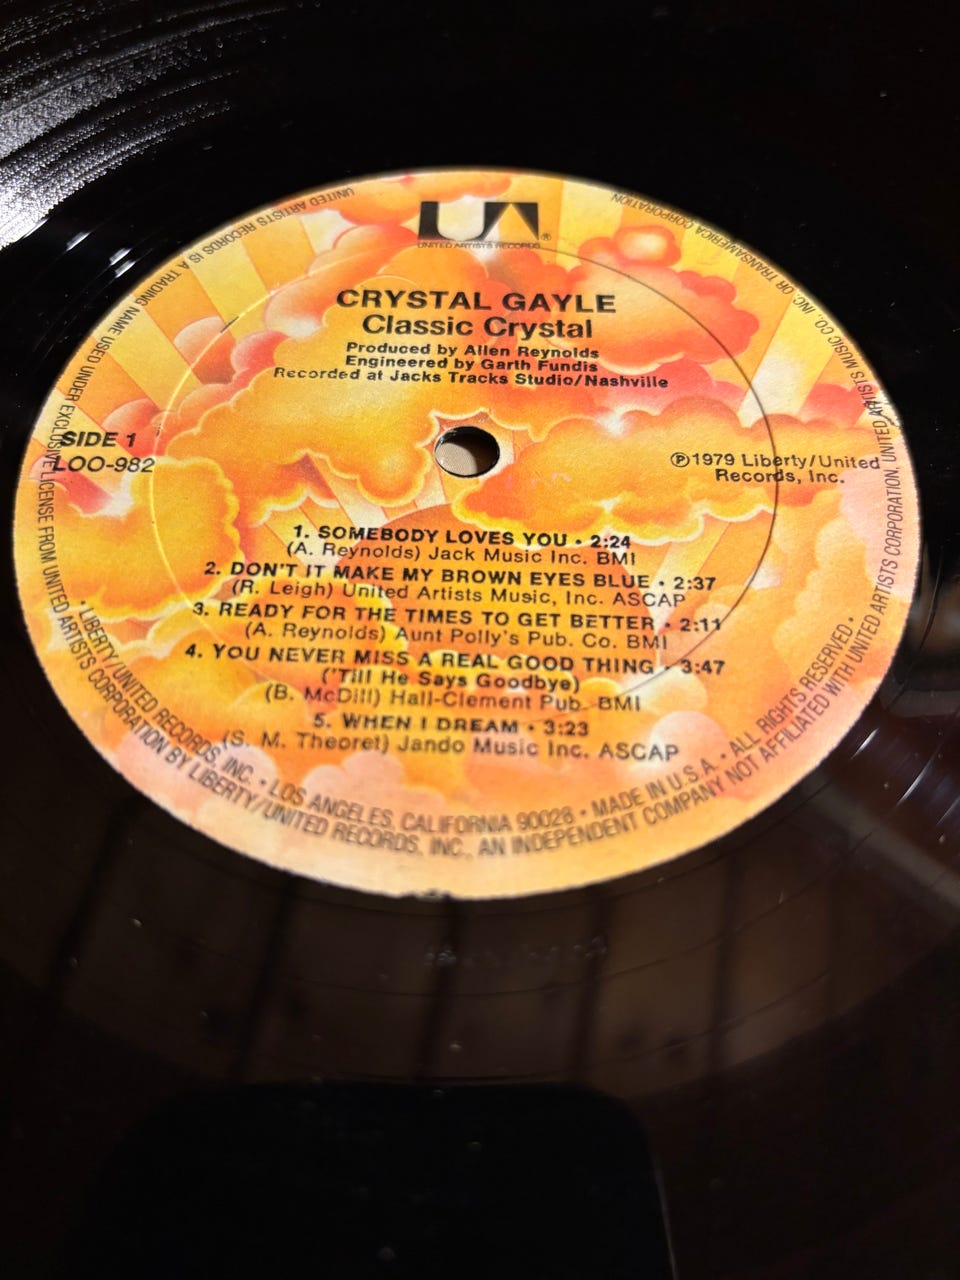 UA®
UNITED ARTISTS RECORDS
CRYSTAL GAYLE
Classic Crystal
Produced by Allen Reynolds
Engineered by Garth Fundis
Recorded at Jacks Tracks Studio/Nashville
SIDE 1
LOO-982
Ⓟ1979 Liberty/United
Records, Inc.
1. SOMEBODY LOVES YOU • 2:24
(A. Reynolds) Jack Music Inc. BMI
2. DON'T IT MAKE MY BROWN EYES BLUE • 2:37
(R. Leigh) United Artists Music, Inc. ASCAP
3. READY FOR THE TIMES TO GET BETTER • 2:11
(A. Reynolds) Aunt Polly's Pub. Co. BMI
4. YOU NEVER MISS A REAL GOOD THING • 3:47
('Till He Says Goodbye)
(B. McDill) Hall-Clement Pub. BMI
5. WHEN I DREAM • 3:23
(S. M. Theoret) Jando Music Inc. ASCAP
• LIBERTY/UNITED RECORDS, INC. • LOS ANGELES, CALIFORNIA 90028 • MADE IN U.S.A. • ALL RIGHTS RESERVED •
UNITED ARTISTS RECORDS IS A TRADING NAME USED UNDER EXCLUSIVE LICENSE FROM UNITED ARTISTS CORPORATION BY LIBERTY/UNITED RECORDS, INC., AN INDEPENDENT COMPANY NOT AFFILIATED WITH UNITED ARTISTS CORPORATION, UNITED ARTISTS MUSIC CO., INC. OR TRANSAMERICA CORPORATION